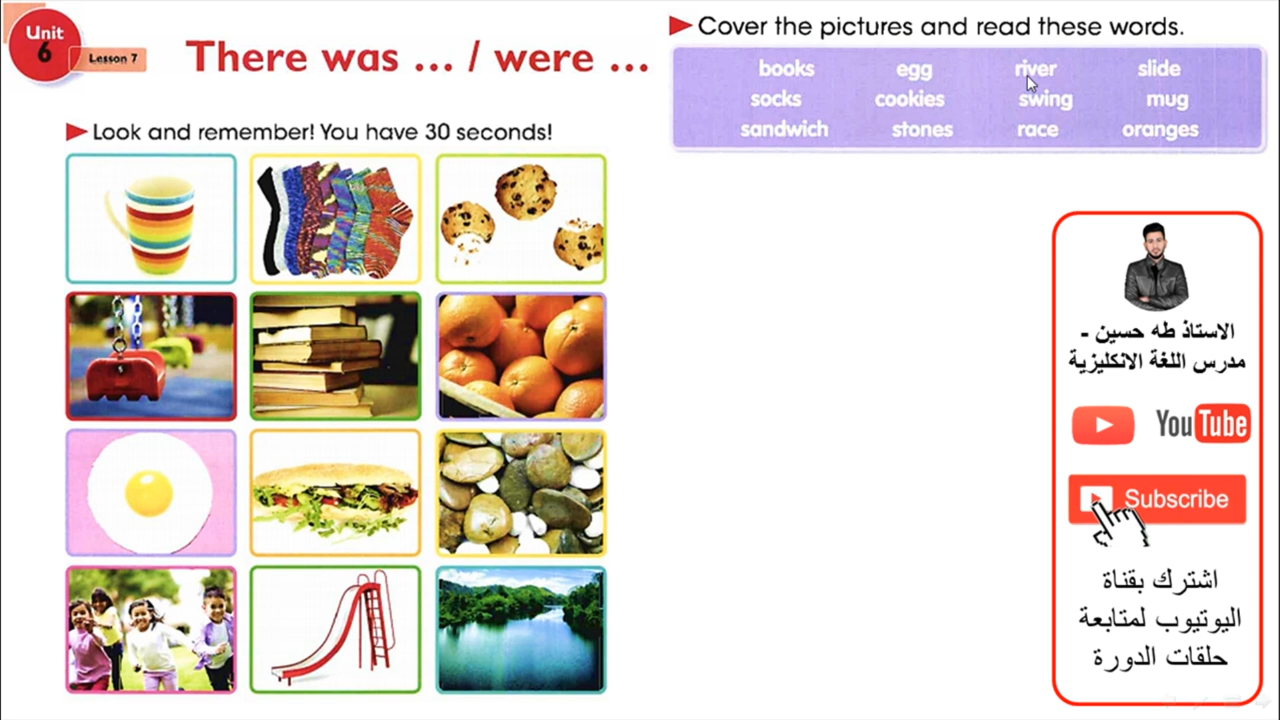 Unit
6
Lesson 7
There was ... / were ...
Look and remember! You have 30 seconds!
Cover the pictures and read these words.
books egg river slide
socks cookies swing mug
sandwich stones race oranges
الاستاذ طه حسين -
مدرس اللغة الانكليزية
YouTube
Subscribe
اشترك بقناة
اليوتيوب لمتابعة
حلقات الدورة